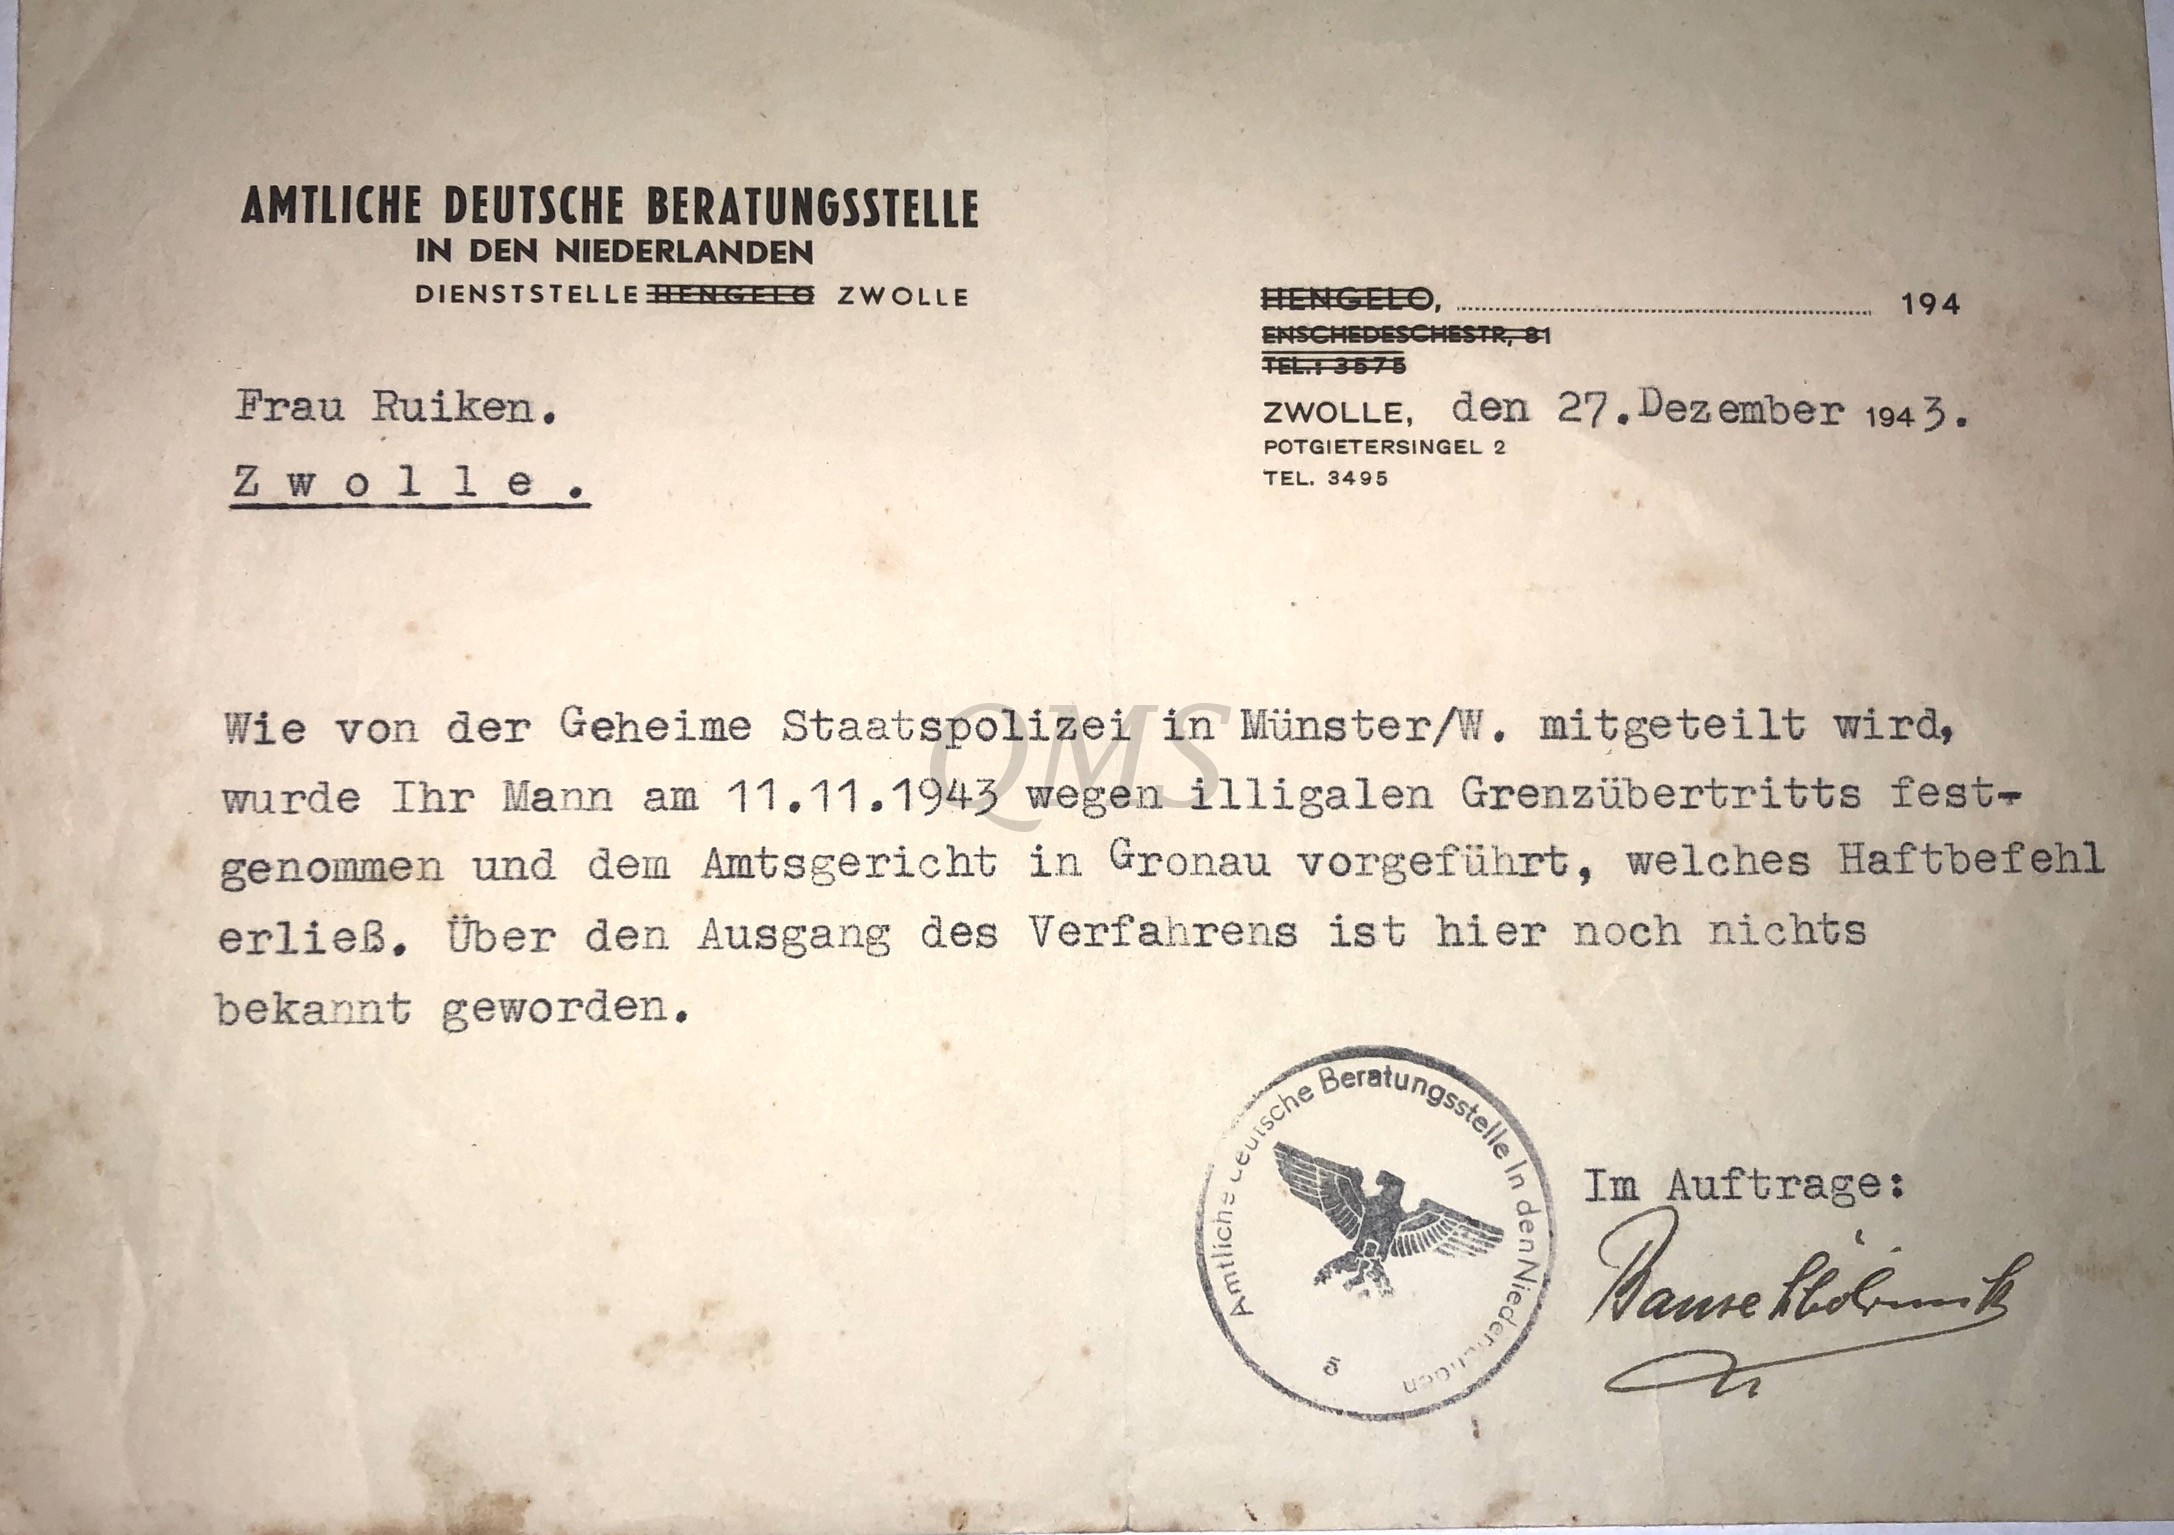 AMTLICHE DEUTSCHE BERATUNGSSTELLE
IN DEN NIEDERLANDEN
DIENSTSTELLE HENGELO ZWOLLE
HENGELO, 194
ENSCHEDESCHESTR, 81
TEL.: 3575
Frau Ruiken.
Zwolle.
ZWOLLE, den 27.Dezember 1943.
POTGIETERSINGEL 2
TEL. 3495
Wie von der Geheime Staatspolizei in Münster/W. mitgeteilt wird,
wurde Ihr Mann am 11.11.1943 wegen illigalen Grenzübertritts fest-
genommen und dem Amtsgericht in Gronau vorgeführt, welches Haftbefehl
erließ. Über den Ausgang des Verfahrens ist hier noch nichts
bekannt geworden.
QMS
Amtliche Deutsche Beratungsstelle in den Niederlanden
Im Auftrage: